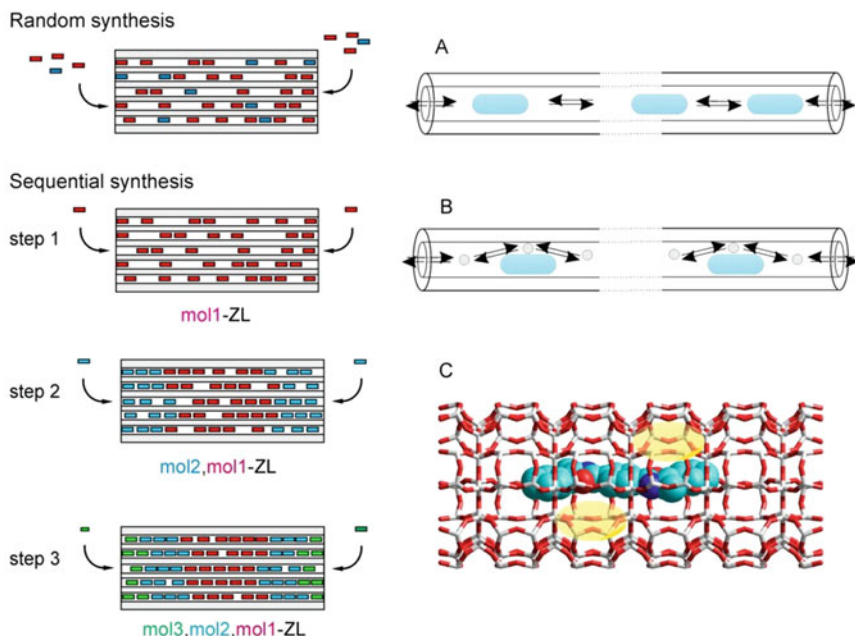 Random synthesis
Sequential synthesis
step 1
mol1-ZL
step 2
mol2,mol1-ZL
step 3
mol3,mol2,mol1-ZL
A
B
C